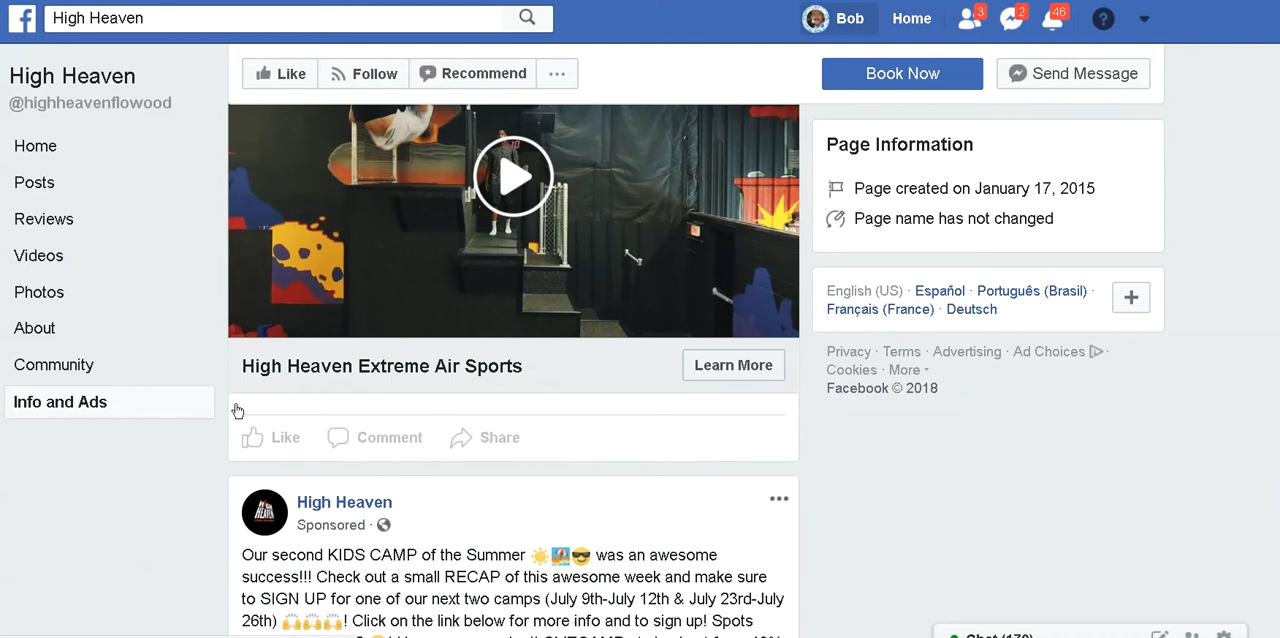 High Heaven
Bob
Home
3
2
46
?
High Heaven
@highheavenflowood
Home
Posts
Reviews
Videos
Photos
About
Community
Info and Ads
Like
Follow
Recommend
...
Book Now
Send Message
High Heaven Extreme Air Sports
Learn More
Like
Comment
Share
High Heaven
Sponsored ·
Our second KIDS CAMP of the Summer ☀️🏖️😎 was an awesome
success!!! Check out a small RECAP of this awesome week and make sure
to SIGN UP for one of our next two camps (July 9th-July 12th & July 23rd-July
26th) 🙌🙌🙌! Click on the link below for more info and to sign up! Spots
Page Information
Page created on January 17, 2015
Page name has not changed
English (US) · Español · Português (Brasil) ·
Français (France) · Deutsch
+
Privacy · Terms · Advertising · Ad Choices ·
Cookies · More
Facebook © 2018
Chat (170)